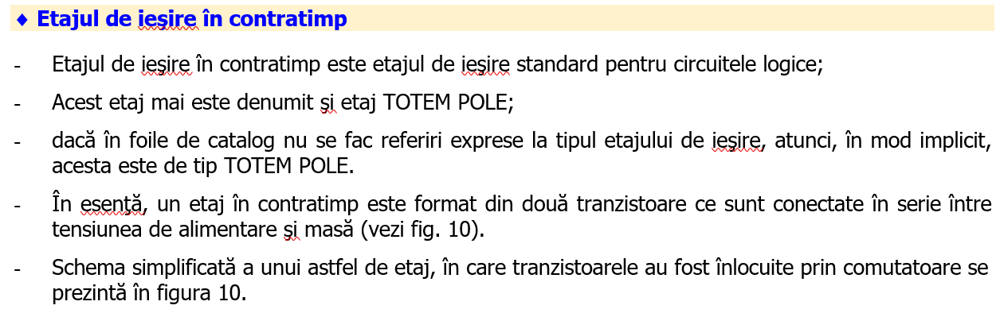 ♦ Etajul de ieşire în contratimp
- Etajul de ieşire în contratimp este etajul de ieşire standard pentru circuitele logice;
- Acest etaj mai este denumit şi etaj TOTEM POLE;
- dacă în foile de catalog nu se fac referiri exprese la tipul etajului de ieşire, atunci, în mod implicit,
acesta este de tip TOTEM POLE.
- În esenţă, un etaj în contratimp este format din două tranzistoare ce sunt conectate în serie între
tensiunea de alimentare şi masă (vezi fig. 10).
- Schema simplificată a unui astfel de etaj, în care tranzistoarele au fost înlocuite prin comutatoare se
prezintă în figura 10.